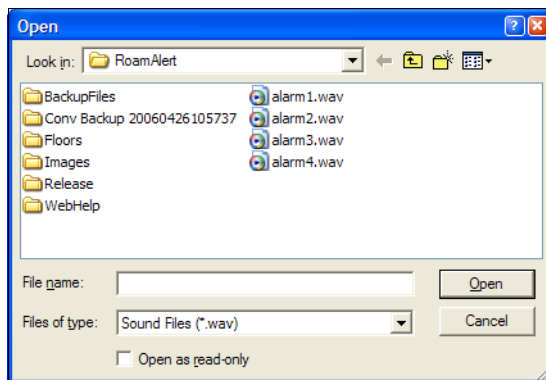 Open
Look in: RoamAlert
BackupFiles
Conv Backup 20060426105737
Floors
Images
Release
WebHelp
alarm1.wav
alarm2.wav
alarm3.wav
alarm4.wav
File name: Open
Files of type: Sound Files (*.wav) Cancel
Open as read-only